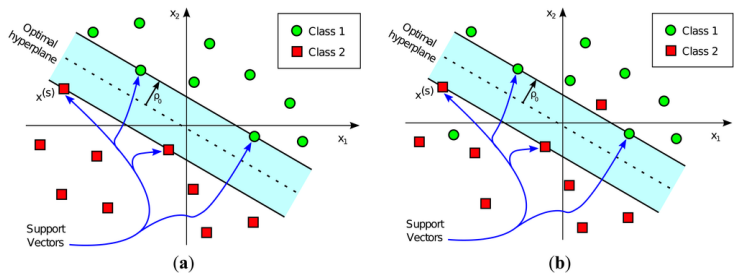 x2
Class 1
Class 2
Optimal
hyperplane
x(s)
ρ0
x1
Support
Vectors
(a)
x2
Class 1
Class 2
Optimal
hyperplane
x(s)
ρ0
x1
Support
Vectors
(b)